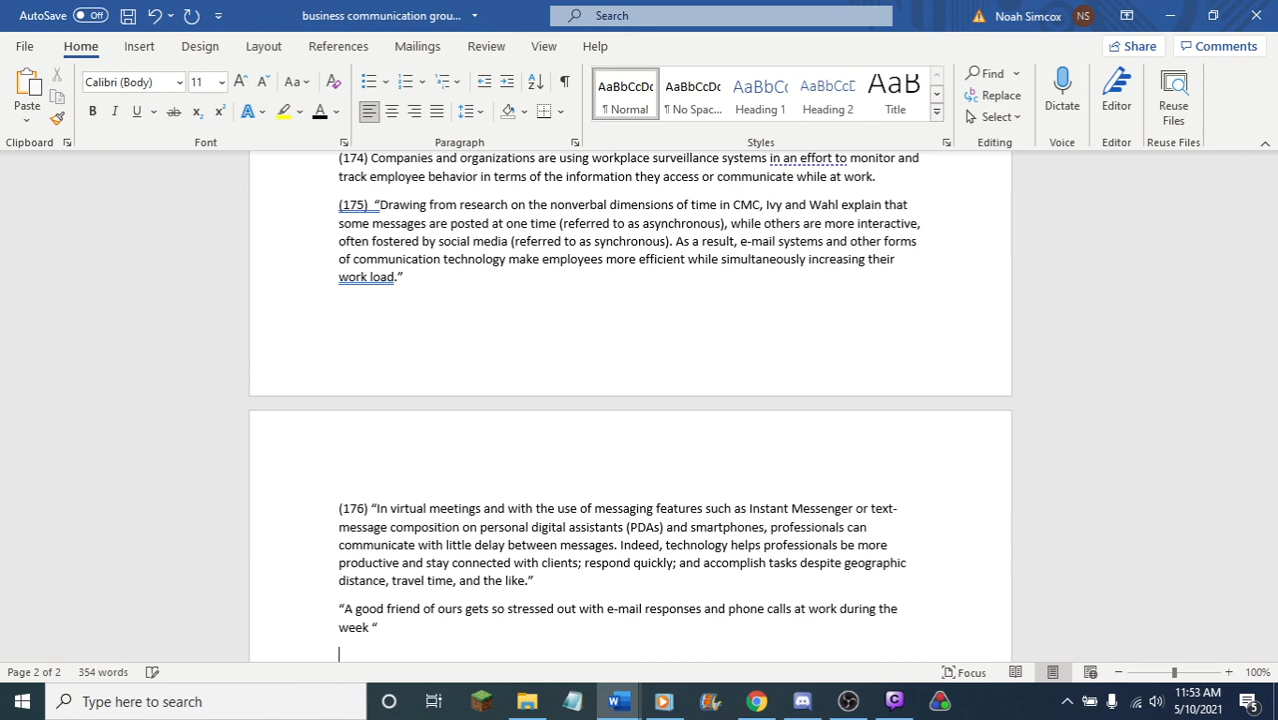 AutoSave Off business communication grou... Search Noah Simcox NS
File Home Insert Design Layout References Mailings Review View Help Share Comments
Paste Calibri (Body) 11 Aa AaBbCcDc AaBbCcDc AaBbCc AaBbCcD AaB Find Replace Select Dictate Editor Reuse Files
B I U ab x₂ x² A A ¶ Normal ¶ No Spac... Heading 1 Heading 2 Title
Clipboard Font Paragraph Styles Editing Voice Editor Reuse Files
(174) Companies and organizations are using workplace surveillance systems in an effort to monitor and
track employee behavior in terms of the information they access or communicate while at work.
(175) “Drawing from research on the nonverbal dimensions of time in CMC, Ivy and Wahl explain that
some messages are posted at one time (referred to as asynchronous), while others are more interactive,
often fostered by social media (referred to as synchronous). As a result, e-mail systems and other forms
of communication technology make employees more efficient while simultaneously increasing their
work load.”
(176) “In virtual meetings and with the use of messaging features such as Instant Messenger or text-
message composition on personal digital assistants (PDAs) and smartphones, professionals can
communicate with little delay between messages. Indeed, technology helps professionals be more
productive and stay connected with clients; respond quickly; and accomplish tasks despite geographic
distance, travel time, and the like.”
“A good friend of ours gets so stressed out with e-mail responses and phone calls at work during the
week “
Page 2 of 2 354 words Focus 100%
Type here to search 11:53 AM
5/10/2021 5